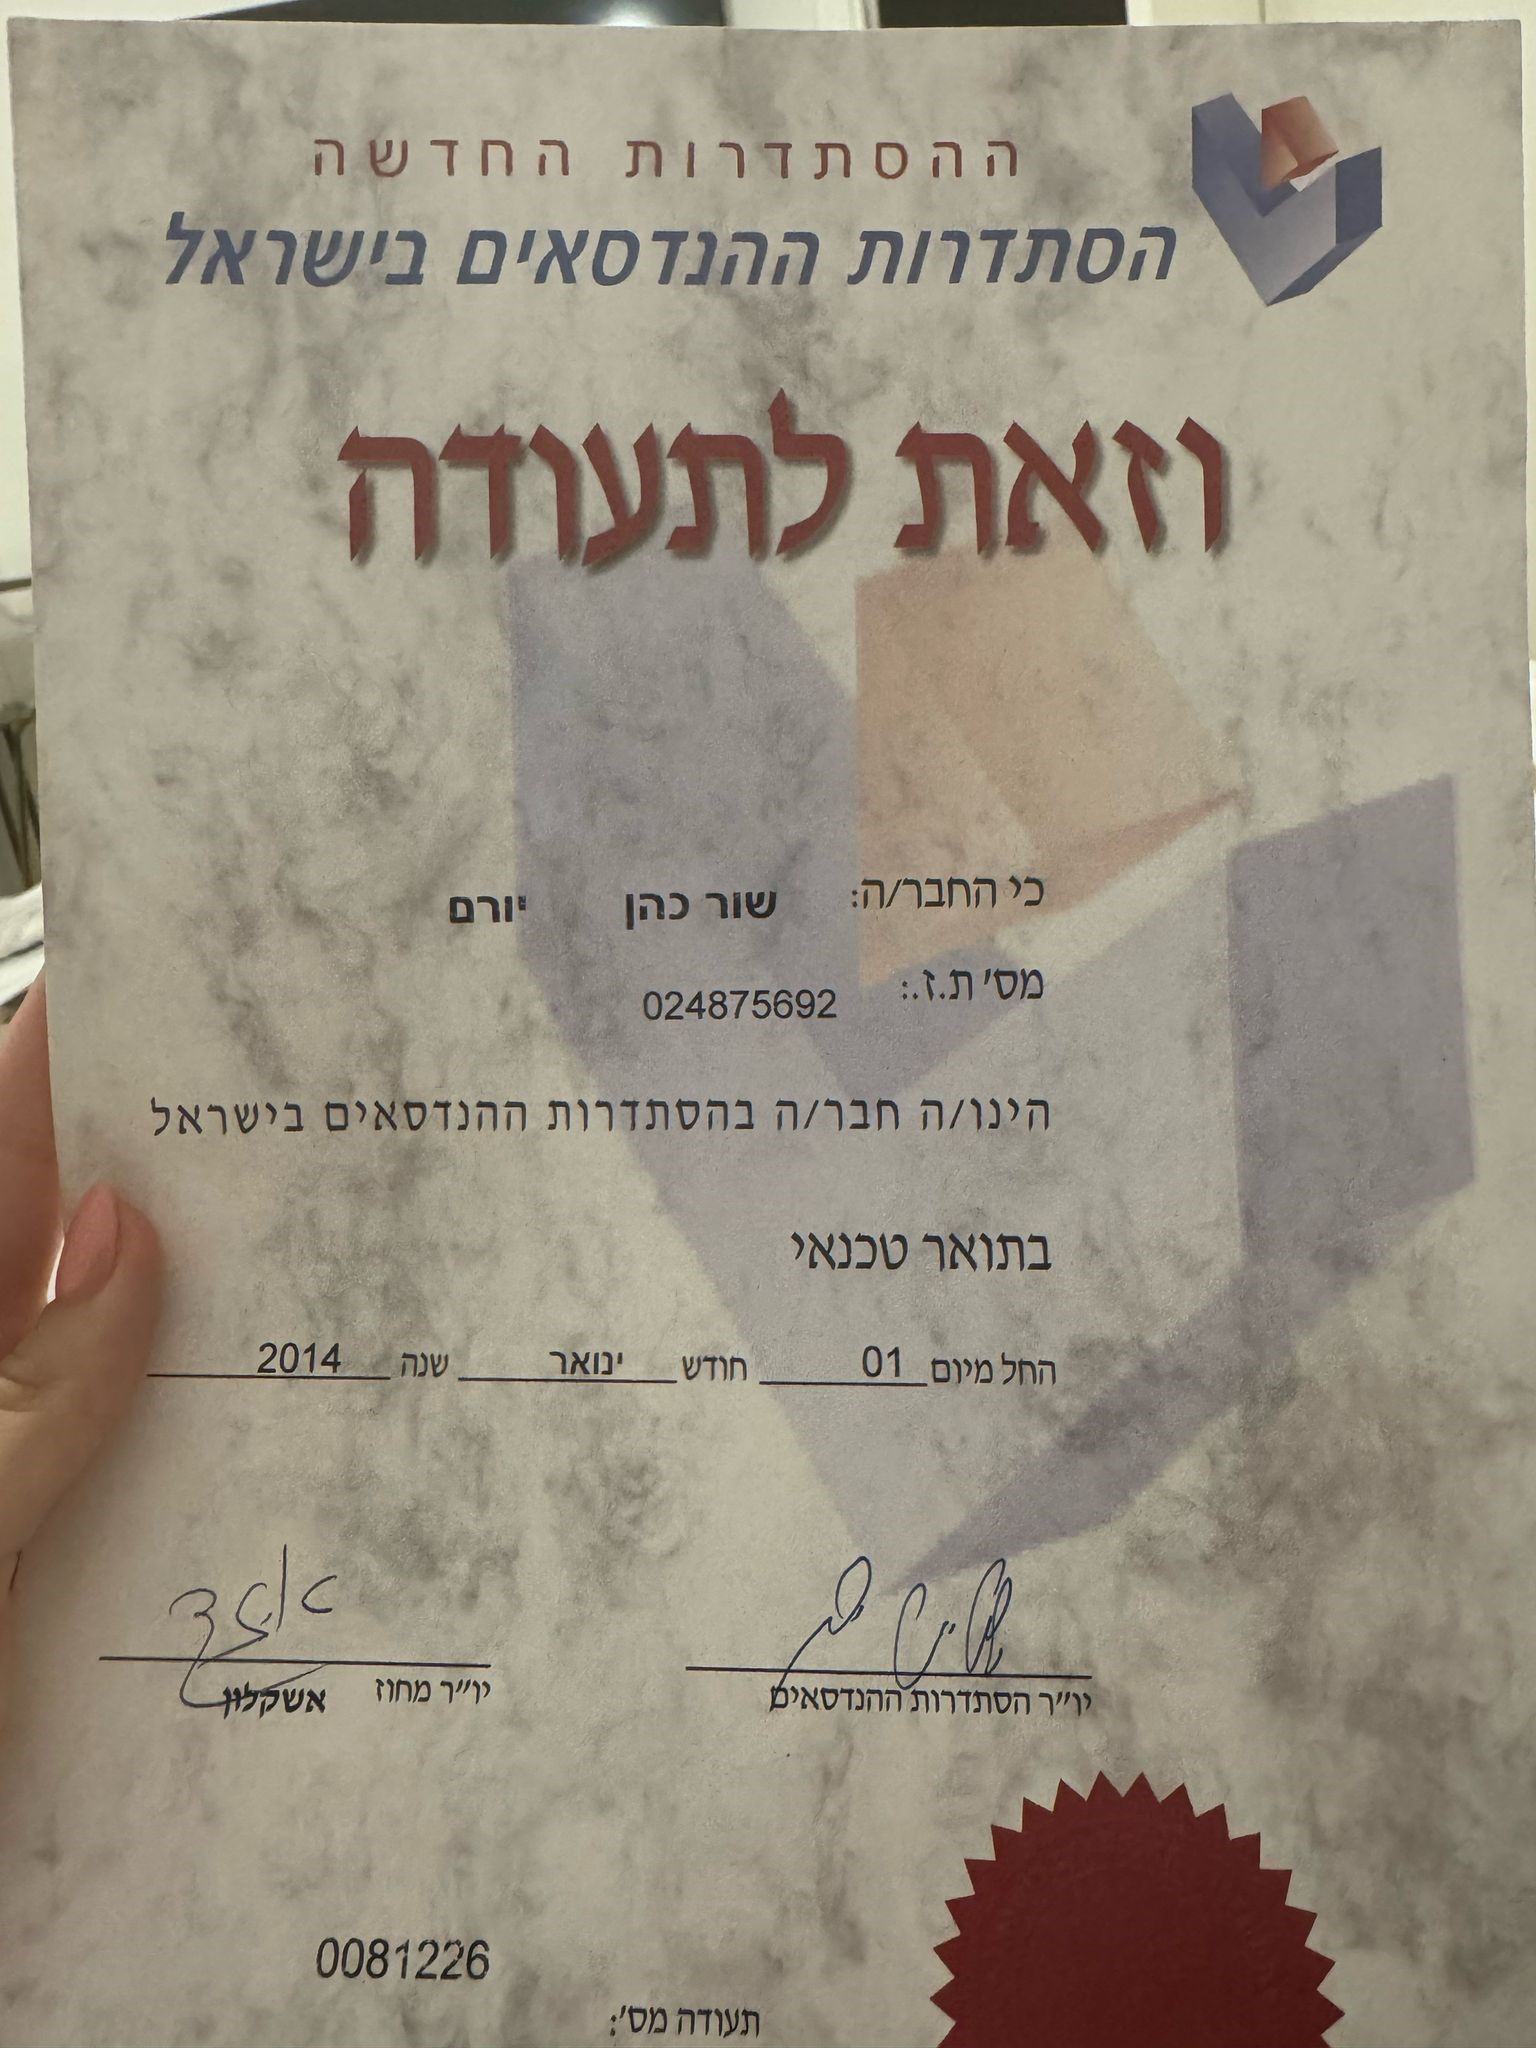 ההסתדרות החדשה
הסתדרות ההנדסאים בישראל
וזאת לתעודה
כי החבר/ה: שור כהן יורם
מס' ת.ז.: 024875692
הינו/ה חבר/ה בהסתדרות ההנדסאים בישראל
בתואר טכנאי
החל מיום 01 חודש ינואר שנה 2014
יו"ר הסתדרות ההנדסאים
יו"ר מחוז אשקלון
0081226
תעודה מס':